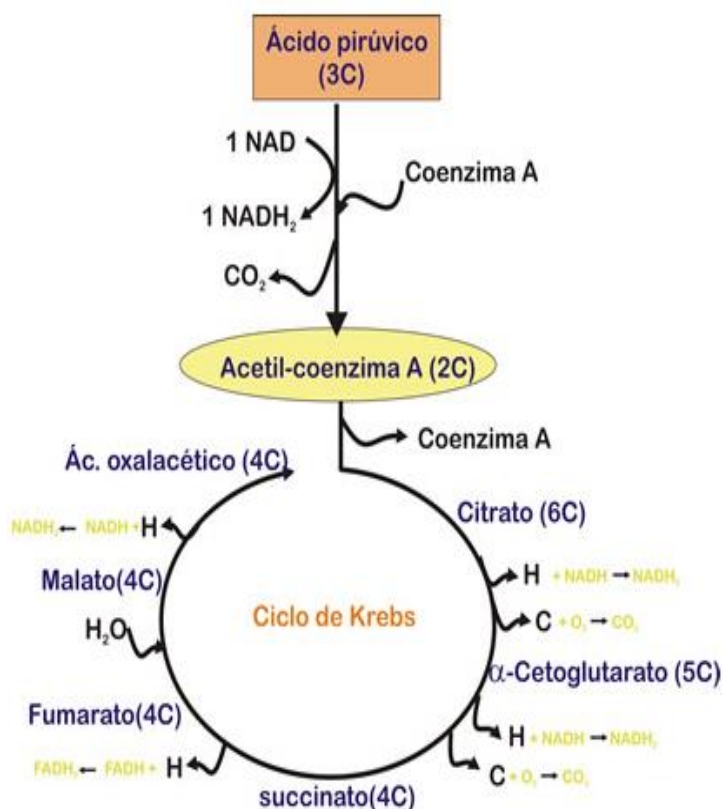 Ácido pirúvico
(3C)
1 NAD
Coenzima A
1 NADH₂
CO₂
Acetil-coenzima A (2C)
Coenzima A
Ác. oxalacético (4C)
Citrato (6C)
NADH₂ ← NADH + H
H + NADH → NADH₂
Malato(4C)
C + O₂ → CO₂
Ciclo de Krebs
H₂O
α-Cetoglutarato (5C)
Fumarato(4C)
H + NADH → NADH₂
FADH₂ ← FADH + H
C + O₂ → CO₂
succinato(4C)